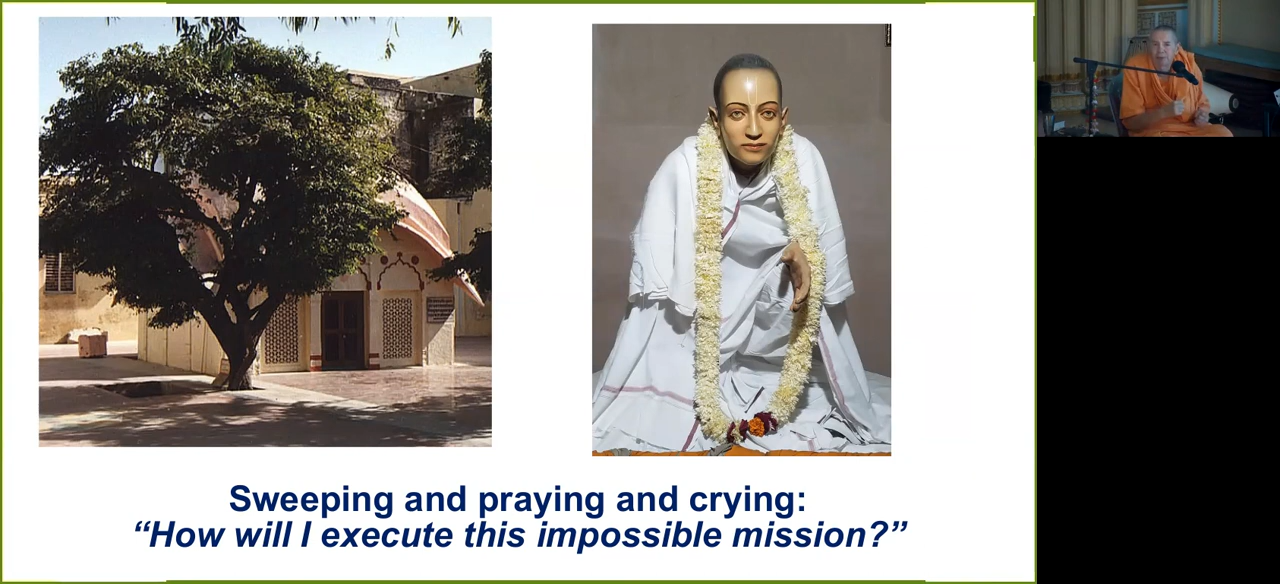 Sweeping and praying and crying:
“How will I execute this impossible mission?”